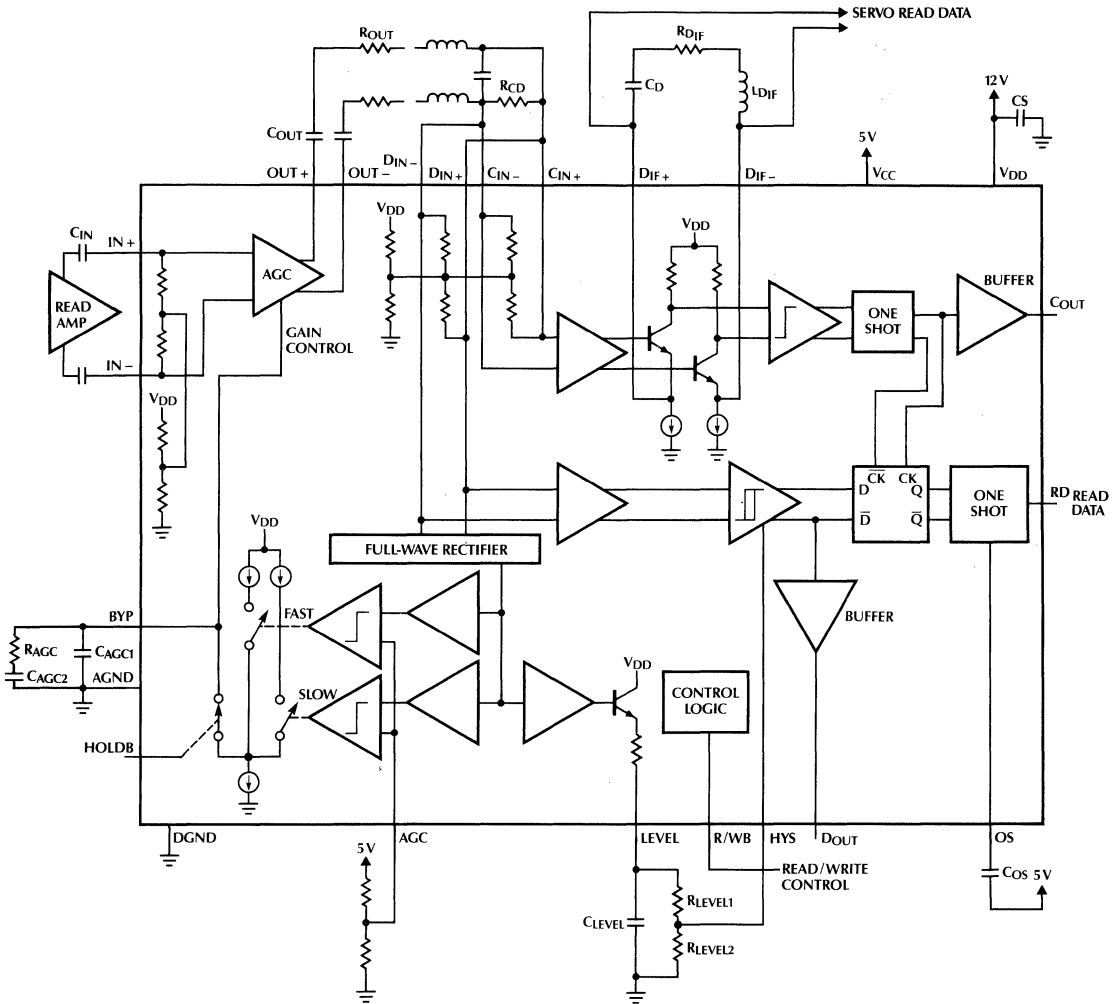 SERVO READ DATA
ROUT
RDIF
CD
LDIF
RCD
12V
CS
COUT
5V
OUT+
OUT–
DIN–
DIN+
CIN–
CIN+
DIF+
DIF–
VCC
VDD
CIN
IN+
VDD
VDD
AGC
READ
AMP
GAIN
CONTROL
ONE
SHOT
BUFFER
COUT
IN–
VDD
CK
CK
D
Q
D
Q
ONE
SHOT
RD
READ
DATA
VDD
FULL-WAVE RECTIFIER
BYP
FAST
BUFFER
RAGC
CAGC1
CAGC2
AGND
SLOW
VDD
CONTROL
LOGIC
HOLDB
DGND
AGC
LEVEL
R/WB
HYS
DOUT
OS
5V
READ/WRITE
CONTROL
COS
5V
RLEVEL1
CLEVEL
RLEVEL2